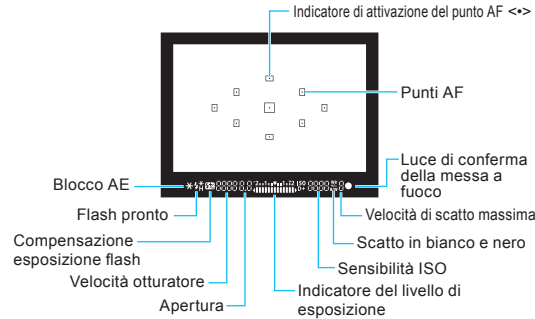 Indicatore di attivazione del punto AF <•>
Punti AF
Luce di conferma
della messa a
fuoco
Blocco AE
Velocità di scatto massima
Flash pronto
Scatto in bianco e nero
Compensazione
esposizione flash
Sensibilità ISO
Velocità otturatore
Indicatore del livello di
esposizione
Apertura